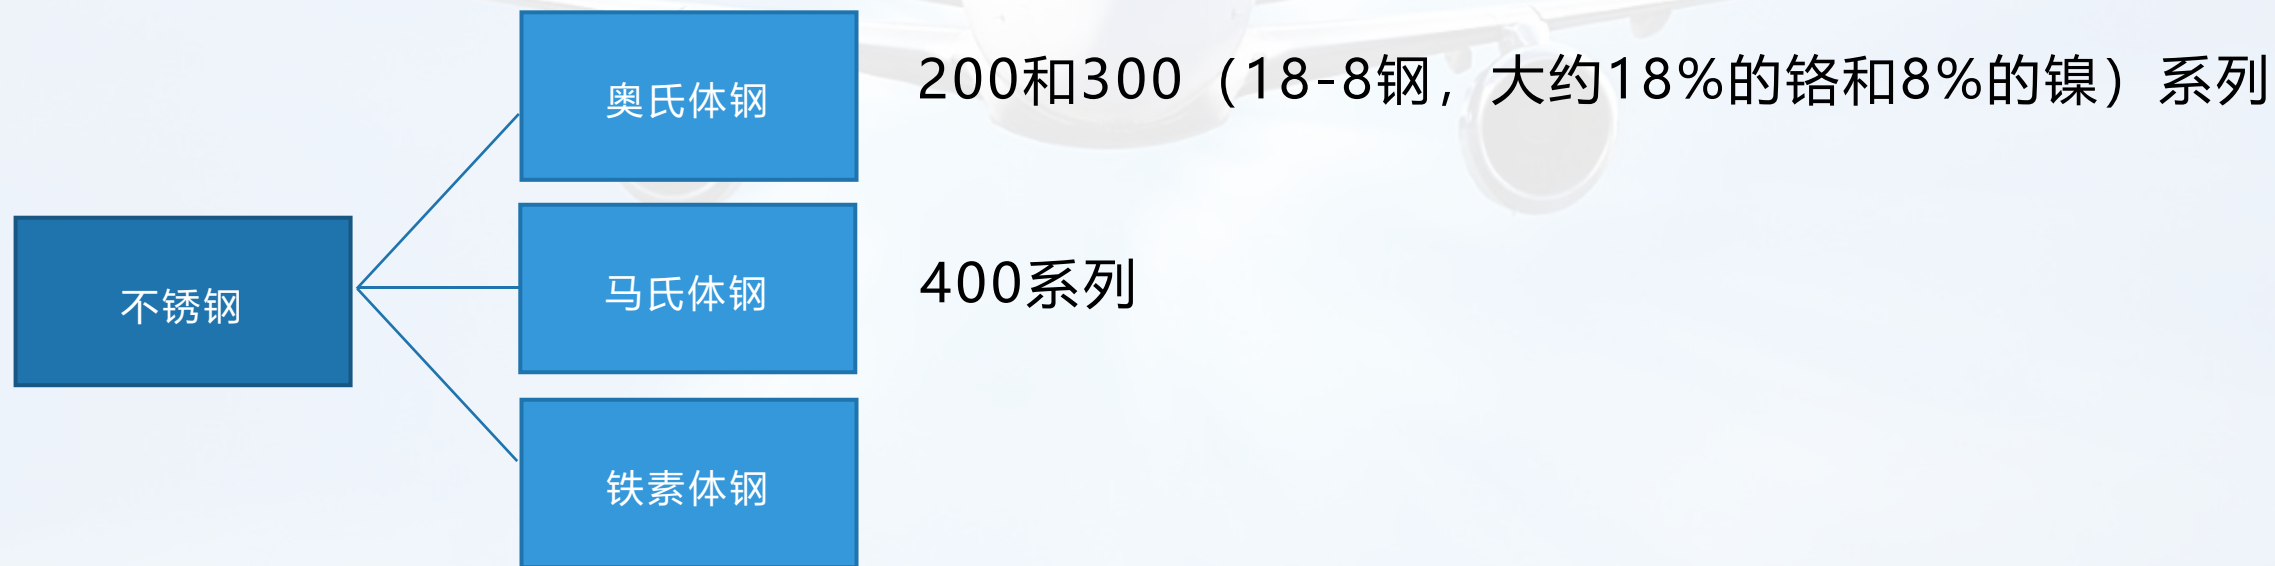 不锈钢
奥氏体钢
200和300（18-8钢，大约18%的铬和8%的镍）系列
马氏体钢
400系列
铁素体钢